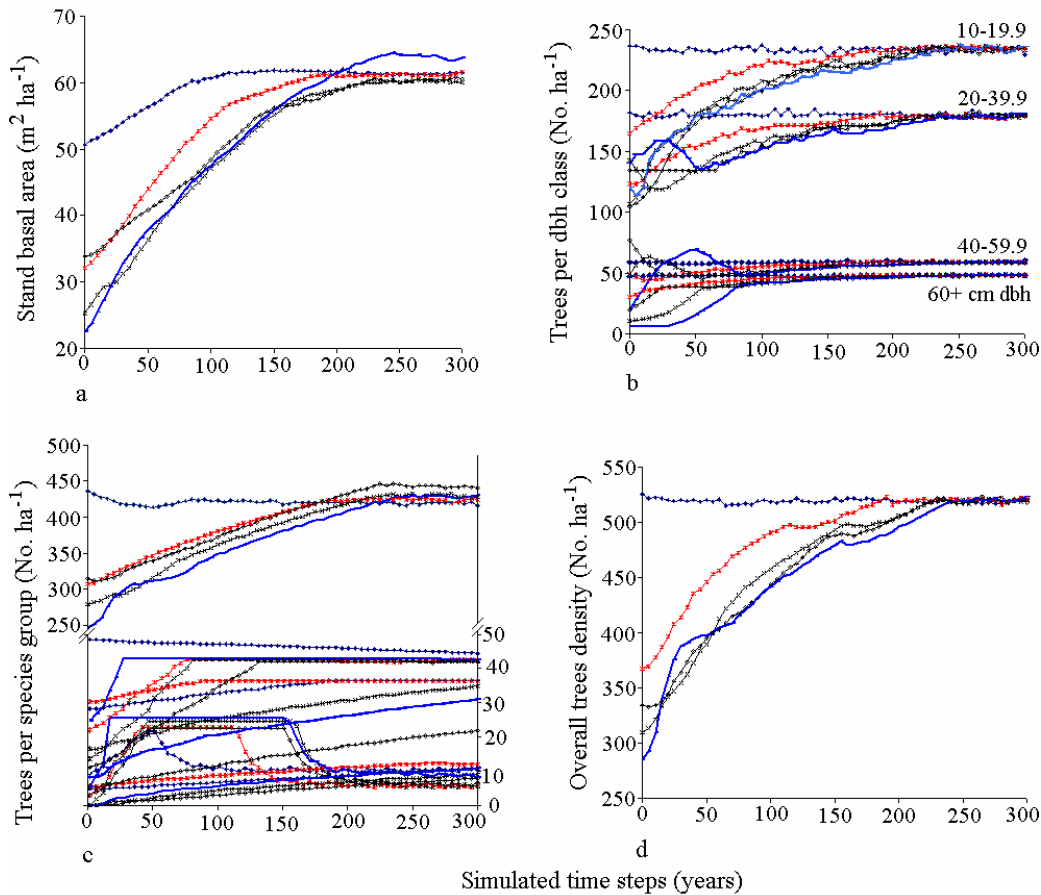 70
60
50
40
30
20
0 50 100 150 200 250 300
Stand basal area (m² ha⁻¹)
a
250
200
150
100
50
0
0 50 100 150 200 250 300
Trees per dbh class (No. ha⁻¹)
10-19.9
20-39.9
40-59.9
60+ cm dbh
b
500
450
400
350
300
250
50
40
30
20
10
0
0 50 100 150 200 250 300
Trees per species group (No. ha⁻¹)
c
550
500
450
400
350
300
250
0 50 100 150 200 250 300
Overall trees density (No. ha⁻¹)
d
Simulated time steps (years)